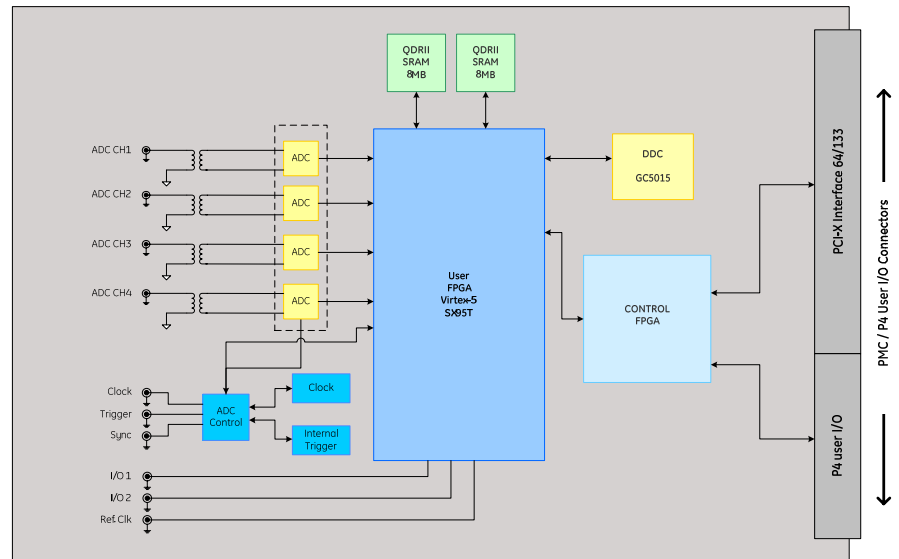 QDRII
SRAM
8MB
QDRII
SRAM
8MB
ADC CH1
ADC
ADC CH2
ADC
ADC CH3
ADC
ADC CH4
ADC
DDC
GC5015
User
FPGA
Virtex-5
SX95T
CONTROL
FPGA
PCI-X Interface 64/133
PMC / P4 User I/O Connectors
P4 user I/O
Clock
Trigger
Sync
ADC
Control
Clock
Internal
Trigger
I/O 1
I/O 2
Ref. Clk